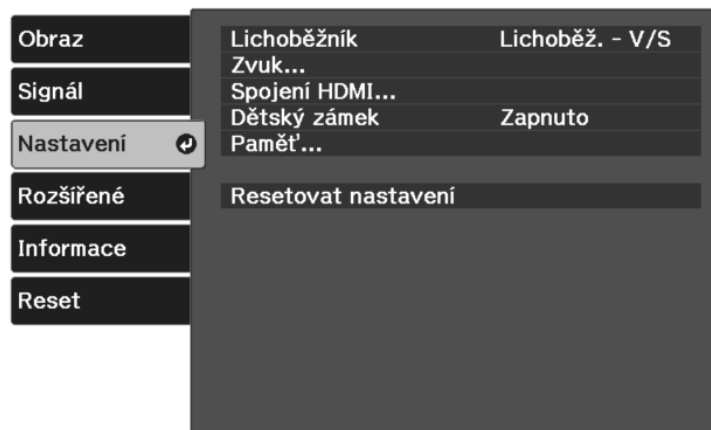 Obraz
Signál
Nastavení
Rozšířené
Informace
Reset
Lichoběžník Lichoběž. - V/S
Zvuk...
Spojení HDMI...
Dětský zámek Zapnuto
Paměť...
Resetovat nastavení